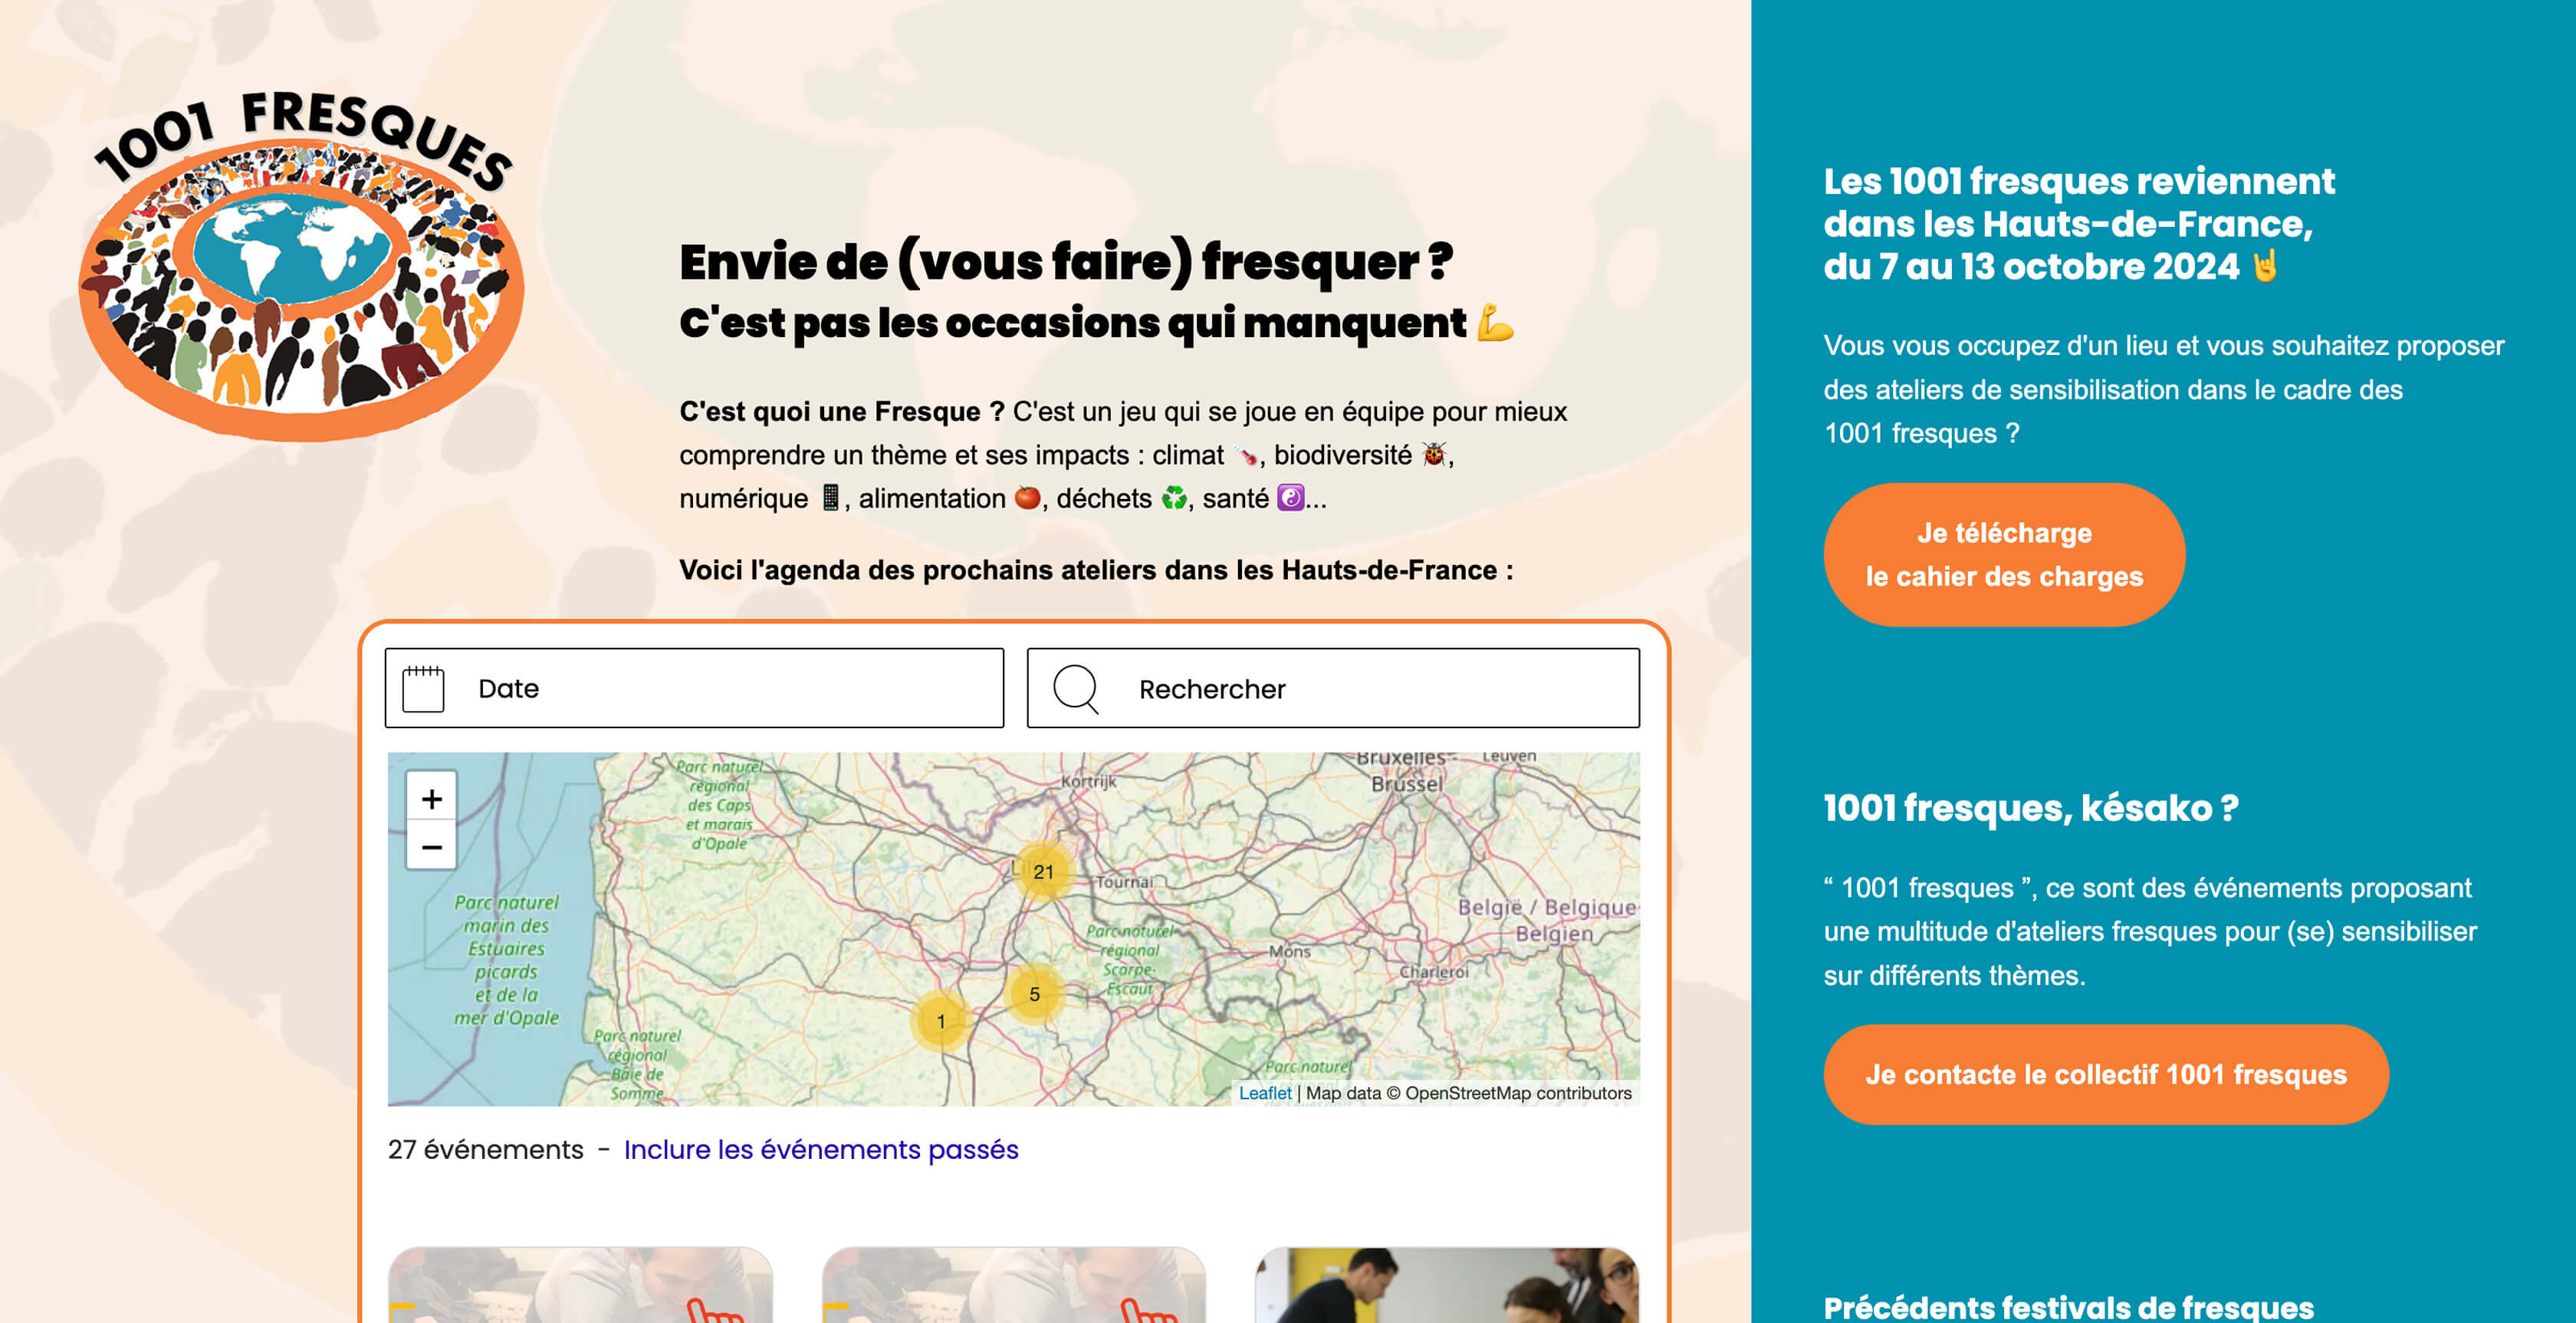 1001 FRESQUES
Envie de (vous faire) fresquer ?
C'est pas les occasions qui manquent 💪
C'est quoi une Fresque ? C'est un jeu qui se joue en équipe pour mieux
comprendre un thème et ses impacts : climat 🌡️, biodiversité 🐞,
numérique 📱, alimentation 🍅, déchets ♻️, santé ☯️...
Voici l'agenda des prochains ateliers dans les Hauts-de-France :
Date
Rechercher
+
−
Parc naturel
régional
des Caps
et marais
d'Opale
Kortrijk
Bruxelles -
Brussel
Leuven
21
Tournai
Parc naturel
marin des
Estuaires
picards
et de la
mer d'Opale
België / Belgique
Belgien
Parc naturel
régional
Scarpe-
Escaut
Mons
Charleroi
5
1
Parc naturel
régional
Baie de
Somme
Parc naturel
Leaflet | Map data © OpenStreetMap contributors
27 événements - Inclure les événements passés
Les 1001 fresques reviennent
dans les Hauts-de-France,
du 7 au 13 octobre 2024 🤘
Vous vous occupez d'un lieu et vous souhaitez proposer
des ateliers de sensibilisation dans le cadre des
1001 fresques ?
Je télécharge
le cahier des charges
1001 fresques, késako ?
“ 1001 fresques ”, ce sont des événements proposant
une multitude d'ateliers fresques pour (se) sensibiliser
sur différents thèmes.
Je contacte le collectif 1001 fresques
Précédents festivals de fresques